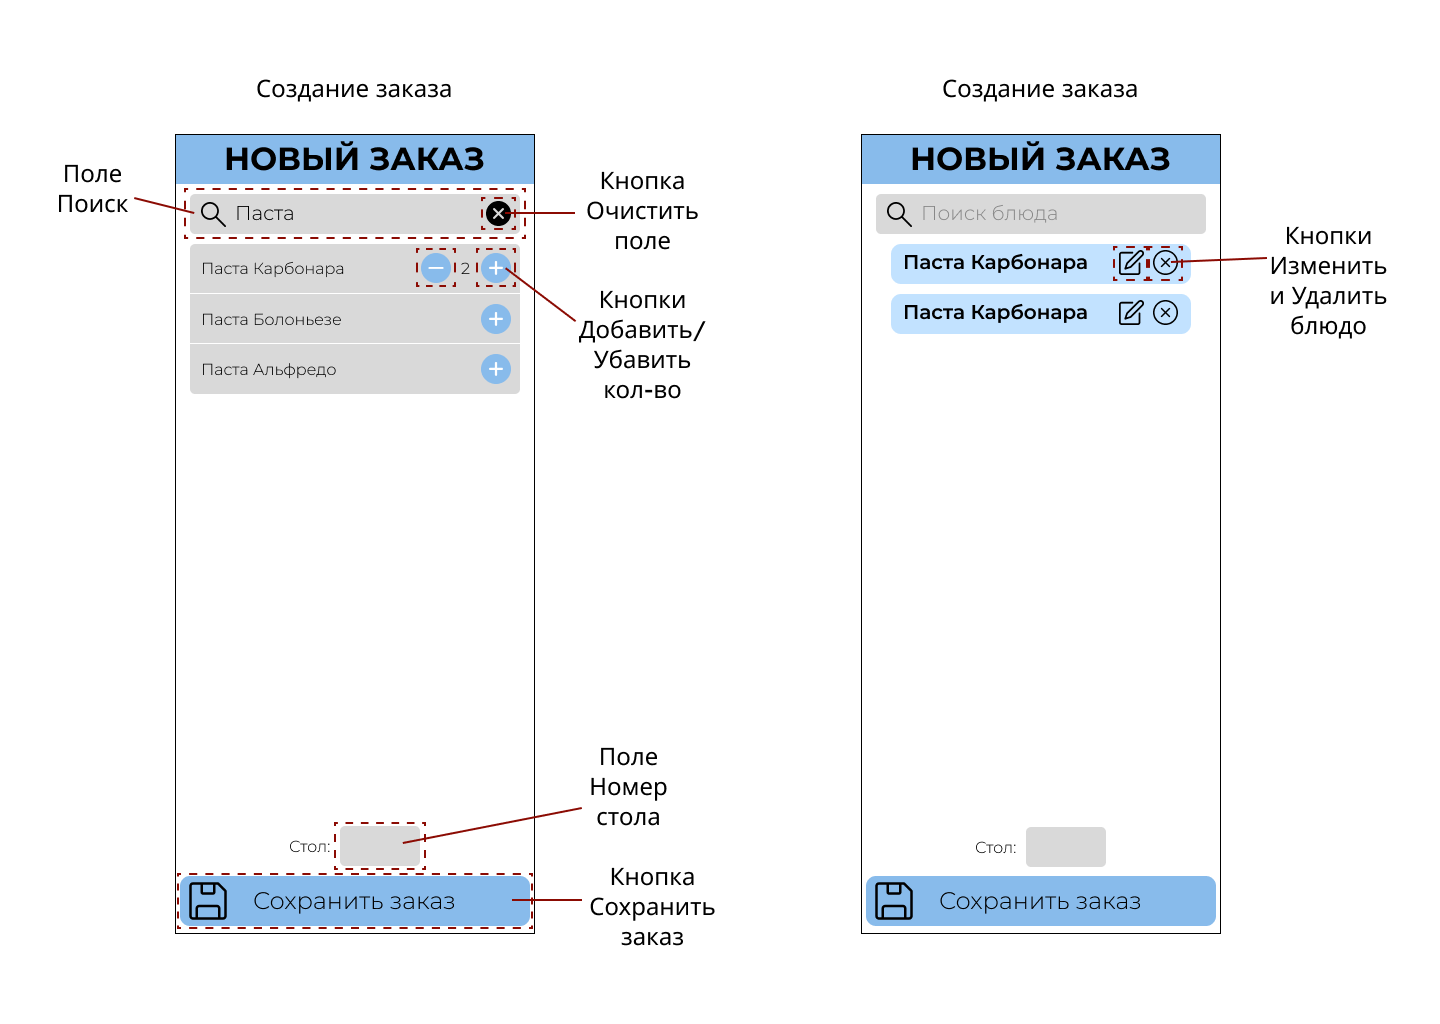 Создание заказа
НОВЫЙ ЗАКАЗ
Поле
Поиск
Паста
Кнопка
Очистить
поле
Паста Карбонара
2
Паста Болоньезе
Паста Альфредо
Кнопки
Добавить/
Убавить
кол-во
Поле
Номер
стола
Стол:
Сохранить заказ
Кнопка
Сохранить
заказ
Создание заказа
НОВЫЙ ЗАКАЗ
Поиск блюда
Паста Карбонара
Паста Карбонара
Кнопки
Изменить
и Удалить
блюдо
Стол:
Сохранить заказ